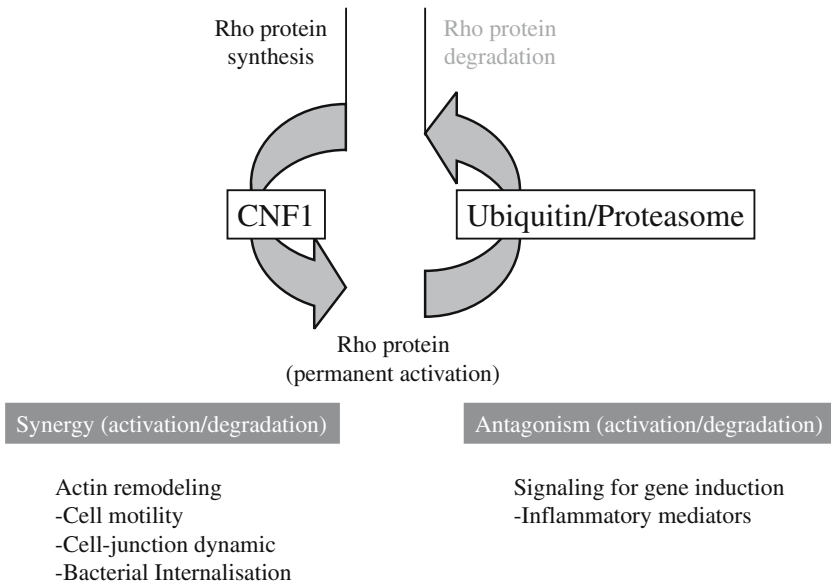 Rho protein
synthesis
Rho protein
degradation
CNF1
Ubiquitin/Proteasome
Rho protein
(permanent activation)
Synergy (activation/degradation)
Antagonism (activation/degradation)
Actin remodeling
-Cell motility
-Cell-junction dynamic
-Bacterial Internalisation
Signaling for gene induction
-Inflammatory mediators